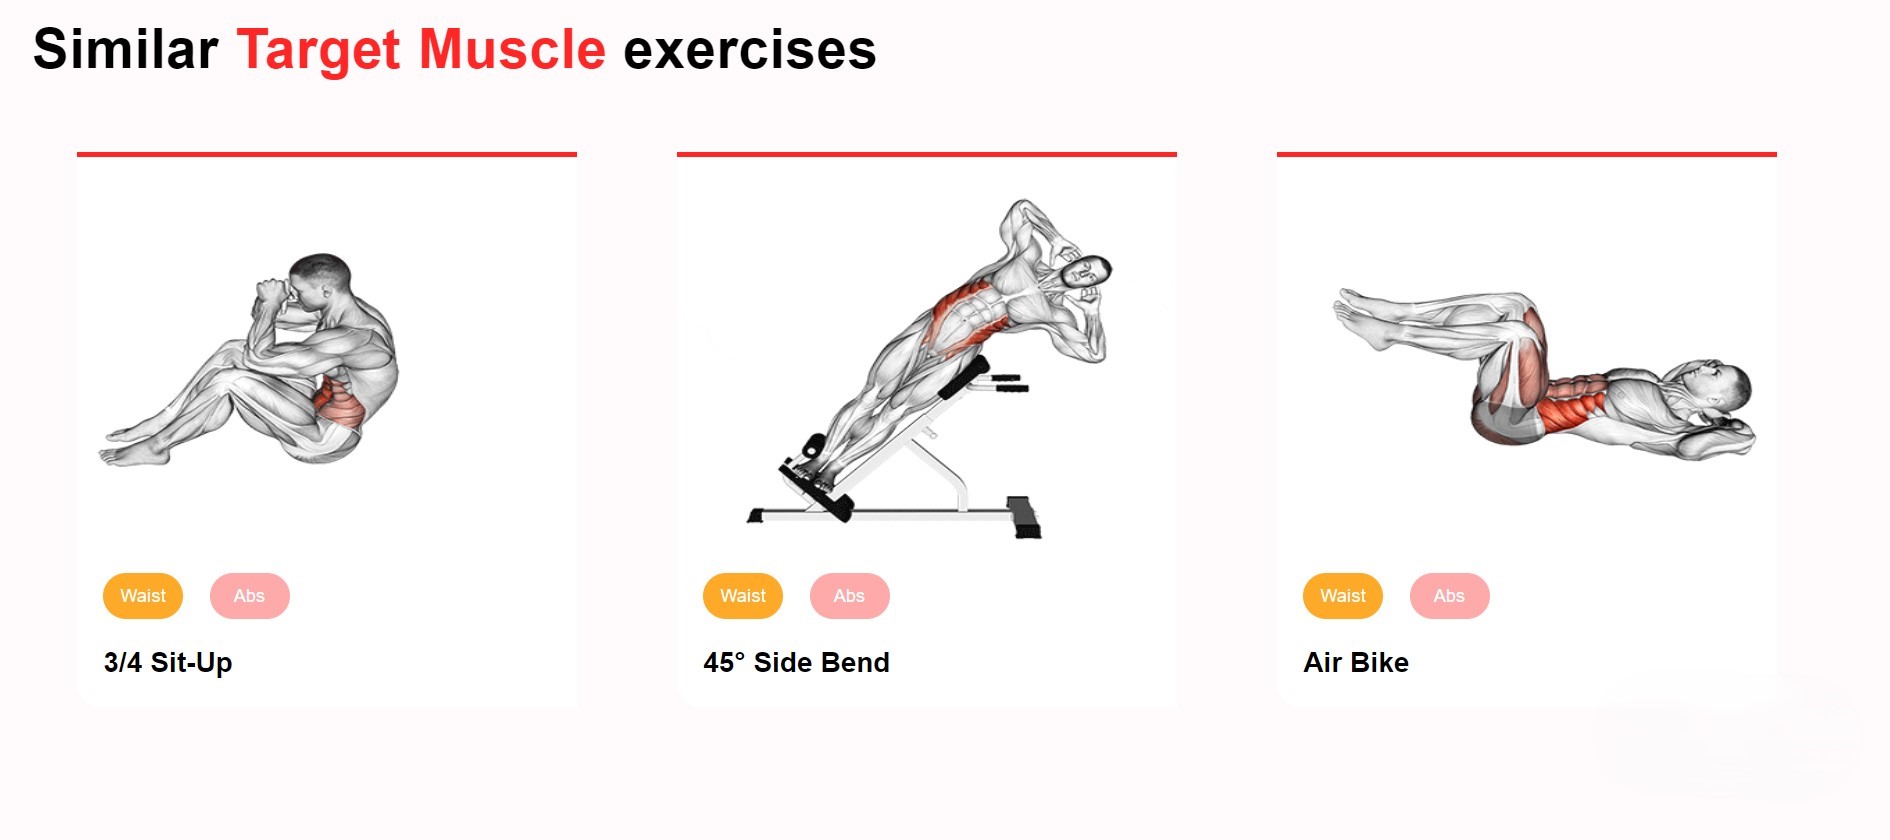 Similar Target Muscle exercises
Waist Abs
3/4 Sit-Up
Waist Abs
45° Side Bend
Waist Abs
Air Bike